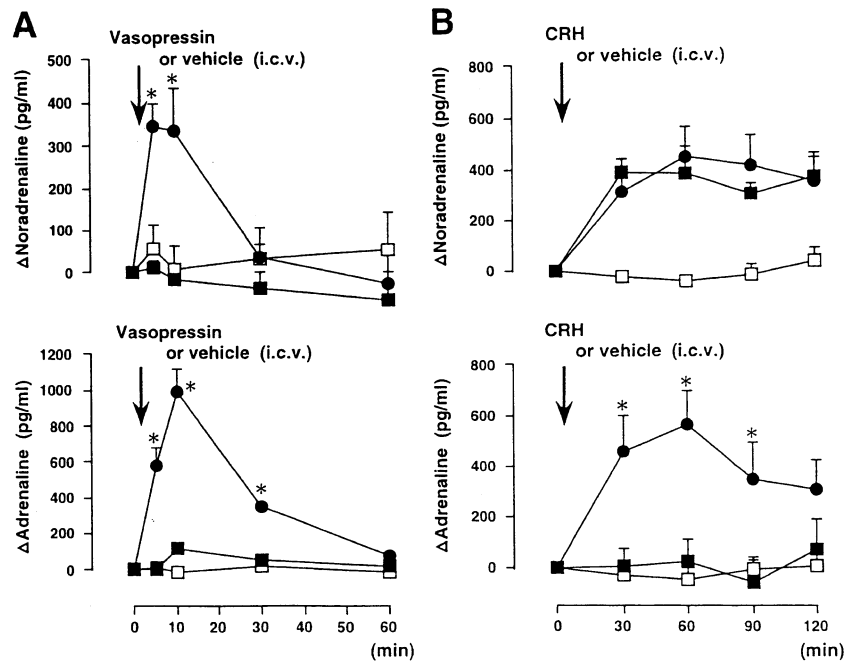 A
Vasopressin
or vehicle (i.c.v.)
ΔNoradrenaline (pg/ml)
500
400
300
200
100
0
*
*
B
CRH
or vehicle (i.c.v.)
ΔNoradrenaline (pg/ml)
800
600
400
200
0
Vasopressin
or vehicle (i.c.v.)
ΔAdrenaline (pg/ml)
1200
1000
800
600
400
200
0
*
*
*
0 10 20 30 40 50 60
(min)
CRH
or vehicle (i.c.v.)
ΔAdrenaline (pg/ml)
800
600
400
200
0
*
*
*
0 30 60 90 120
(min)